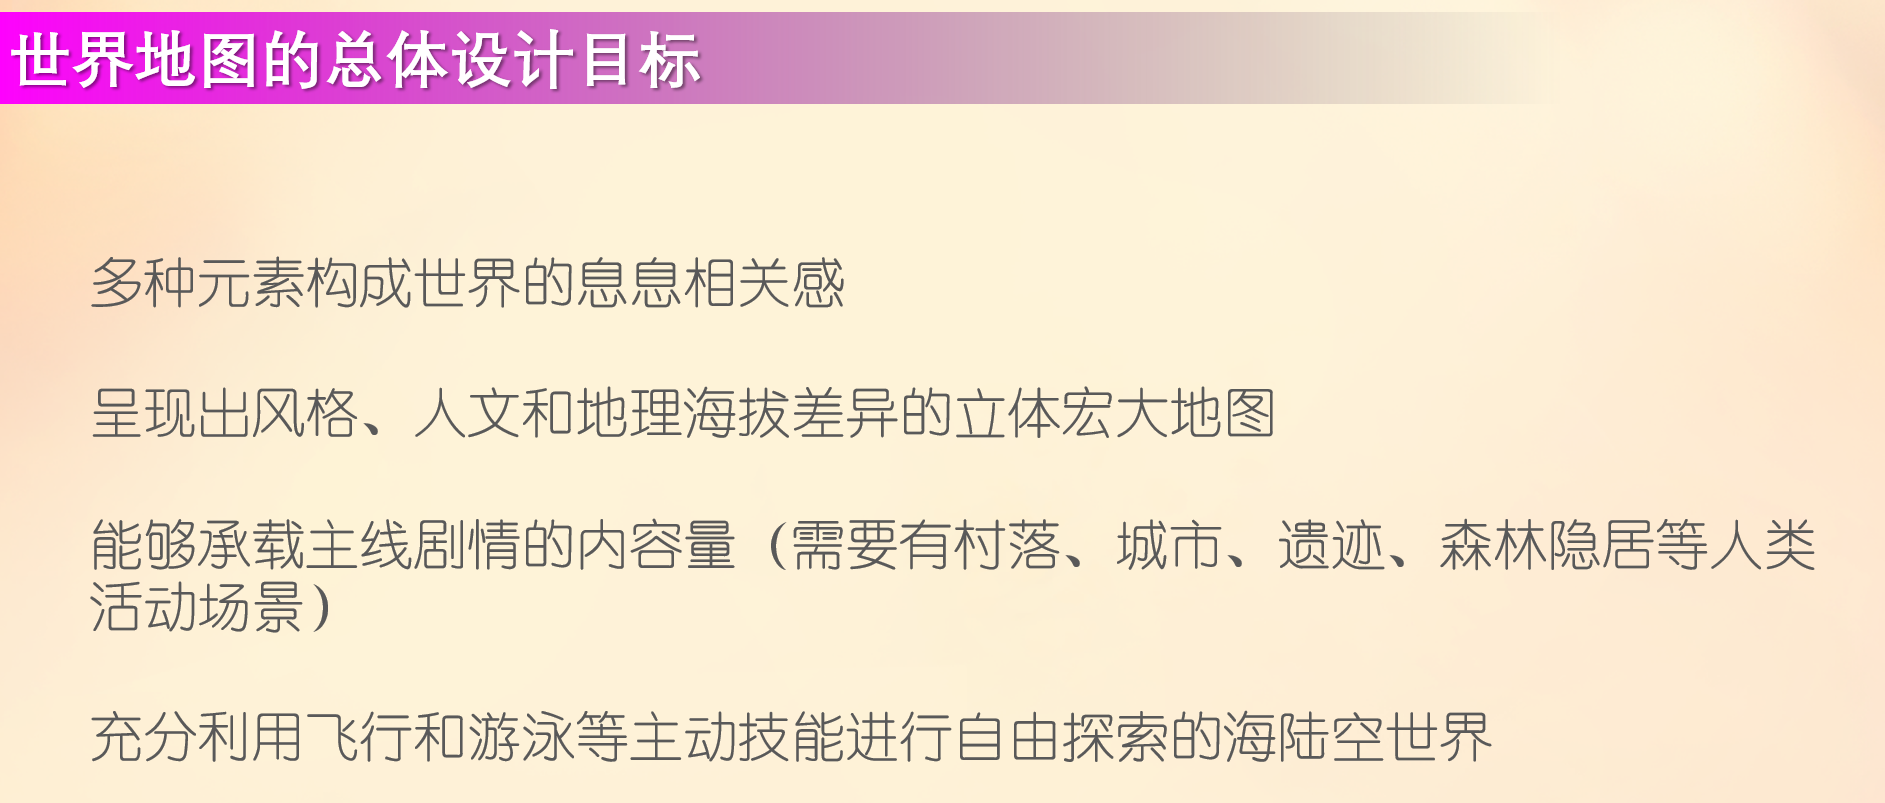 世界地图的总体设计目标
多种元素构成世界的息息相关感
呈现出风格、人文和地理海拔差异的立体宏大地图
能够承载主线剧情的内容量（需要有村落、城市、遗迹、森林隐居等人类
活动场景）
充分利用飞行和游泳等主动技能进行自由探索的海陆空世界